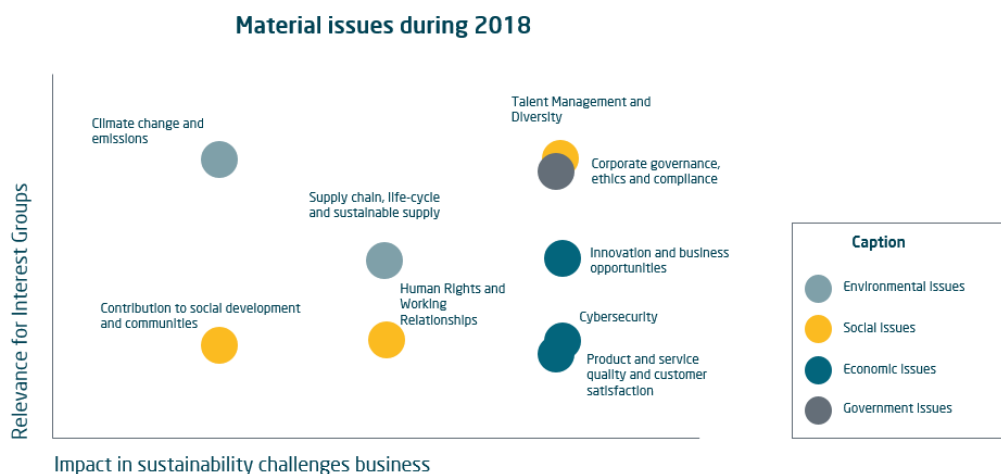 Material issues during 2018
Talent Management and
Diversity
Climate change and
emissions
Corporate governance,
ethics and compliance
Supply chain, life-cycle
and sustainable supply
Innovation and business
opportunities
Human Rights and
Working
Relationships
Contribution to social development
and communities
Cybersecurity
Product and service
quality and customer
satisfaction
Relevance for Interest Groups
Impact in sustainability challenges business
Caption
Environmental issues
Social issues
Economic issues
Government issues